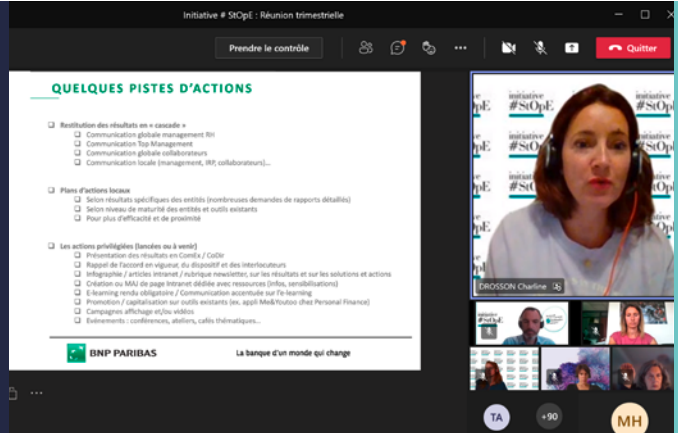 Initiative # StOpE : Réunion trimestrielle
Prendre le contrôle
Quitter
QUELQUES PISTES D'ACTIONS
Restitution des résultats en « cascade »
Communication globale management RH
Communication Top Management
Communication globale collaborateurs
Communication locale (management, IRP, collaborateurs)...
Plans d'actions locaux
Selon résultats spécifiques des entités (nombreuses demandes de rapports détaillés)
Selon niveau de maturité des entités et outils existants
Pour plus d'efficacité et de proximité
Les actions privilégiées (lancées ou à venir)
Présentation des résultats en ComEx / CoDir
Rappel de l'accord en vigueur, du dispositif et des interlocuteurs
Infographie / articles intranet / rubrique newsletter, sur les résultats et sur les solutions et actions
Création ou MAJ de page Intranet dédiée avec ressources (infos, sensibilisations)
E-learning rendu obligatoire / Communication accentuée sur l'e-learning
Promotion / capitalisation sur outils existants (ex. appli Me&Youtoo chez Personal Finance)
Campagnes affichage et/ou vidéos
Evénements : conférences, ateliers, cafés thématiques...
BNP PARIBAS
La banque d'un monde qui change
initiative
#StOpE
DROSSON Charline
TA
+90
MH